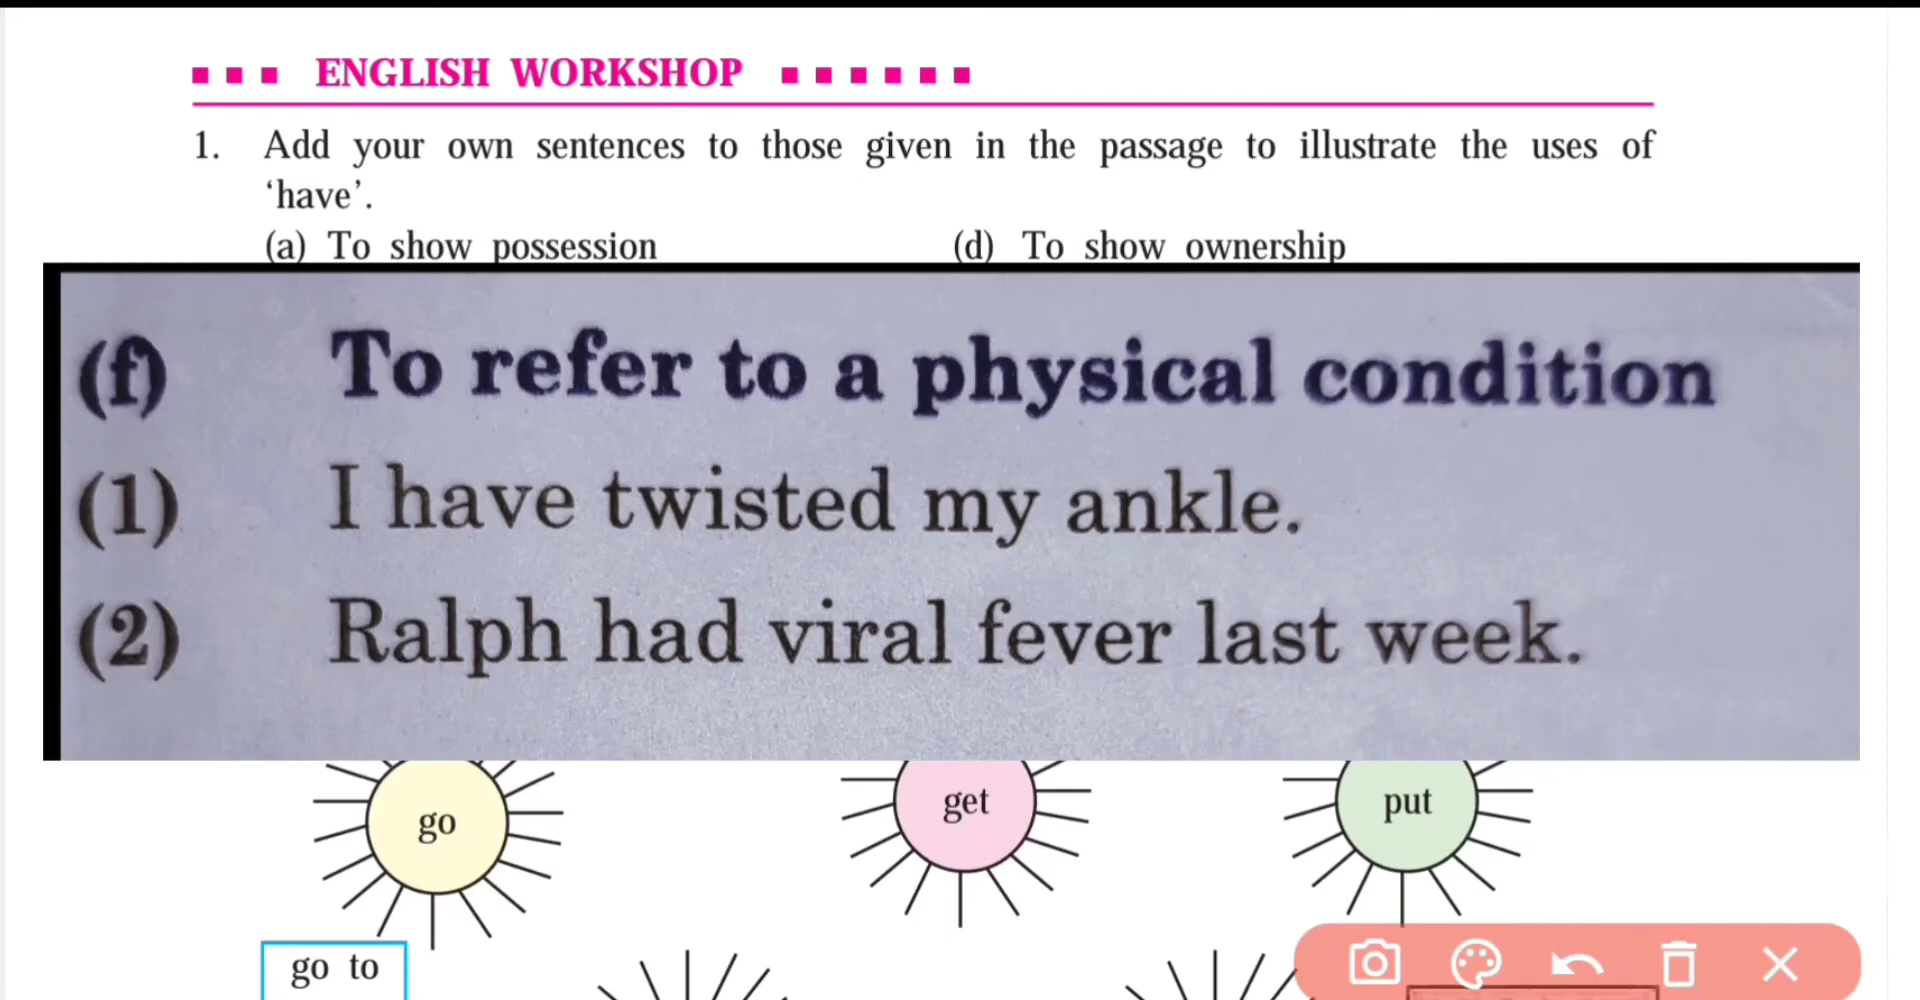 ENGLISH WORKSHOP
1. Add your own sentences to those given in the passage to illustrate the uses of
‘have’.
(a) To show possession (d) To show ownership
(f) To refer to a physical condition
(1) I have twisted my ankle.
(2) Ralph had viral fever last week.
go get put
go to